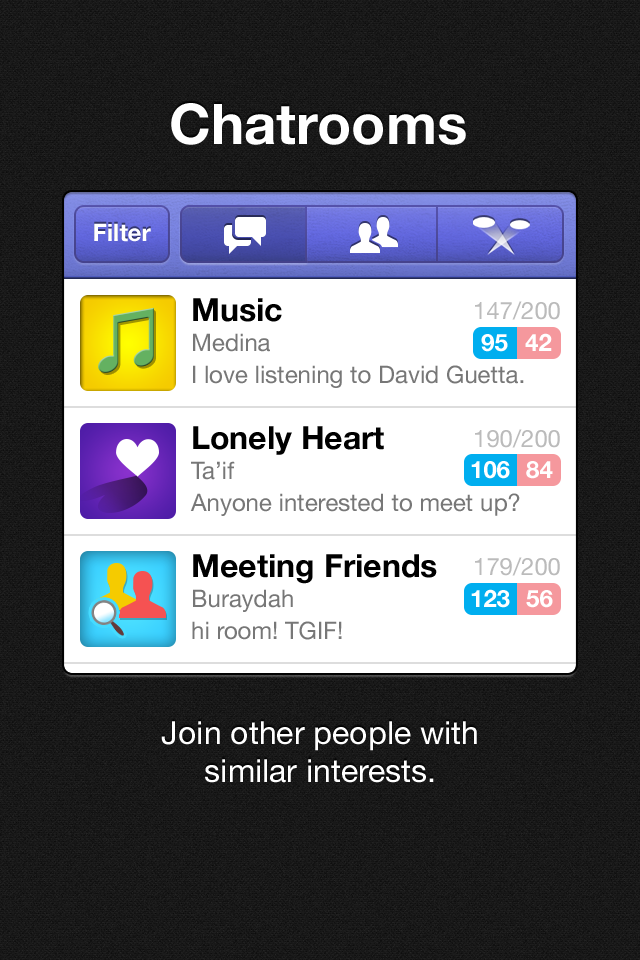 Chatrooms
Filter
Music 147/200
Medina 95 42
I love listening to David Guetta.
Lonely Heart 190/200
Ta’if 106 84
Anyone interested to meet up?
Meeting Friends 179/200
Buraydah 123 56
hi room! TGIF!
Join other people with
similar interests.